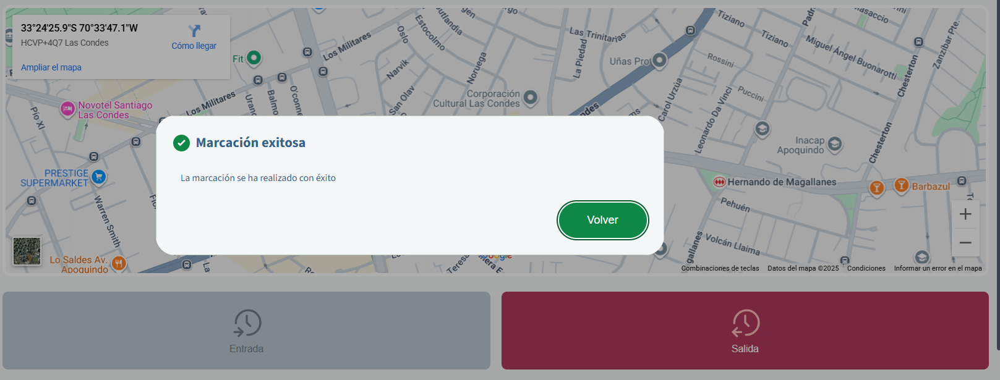 33°24'25.9"S 70°33'47.1"W
HCVP+4Q7 Las Condes
Cómo llegar
Ampliar el mapa
Fit
Los Militares
Oslo
Estocolmo
Narvik
San Olav
Noruega
Las Trinitarias
La Piedad
Uñas Pro
Tiziano
Tiziano
Miguel Ángel Buonarotti
Rossini
Puccini
Chesterton
Zanzíbar Pte.
Corporación
Cultural Las Condes
Carol Urzúa
Leonardo Da Vinci
Novotel Santiago
Las Condes
Los Militares
Balmo
O'conne
Pío XI
Inacap
Apoquindo
Chesterton
PRESTIGE
SUPERMARKET
Warren Smith
Hernando de Magallanes
Barbazul
Pehuén
Volcán Llaima
agallanes
Marcación exitosa
La marcación se ha realizado con éxito
Volver
Lo Saldes Av.
Apoquindo
La
Teresa
Google
Combinaciones de teclas
Datos del mapa ©2025
Condiciones
Informar un error en el mapa
Entrada
Salida